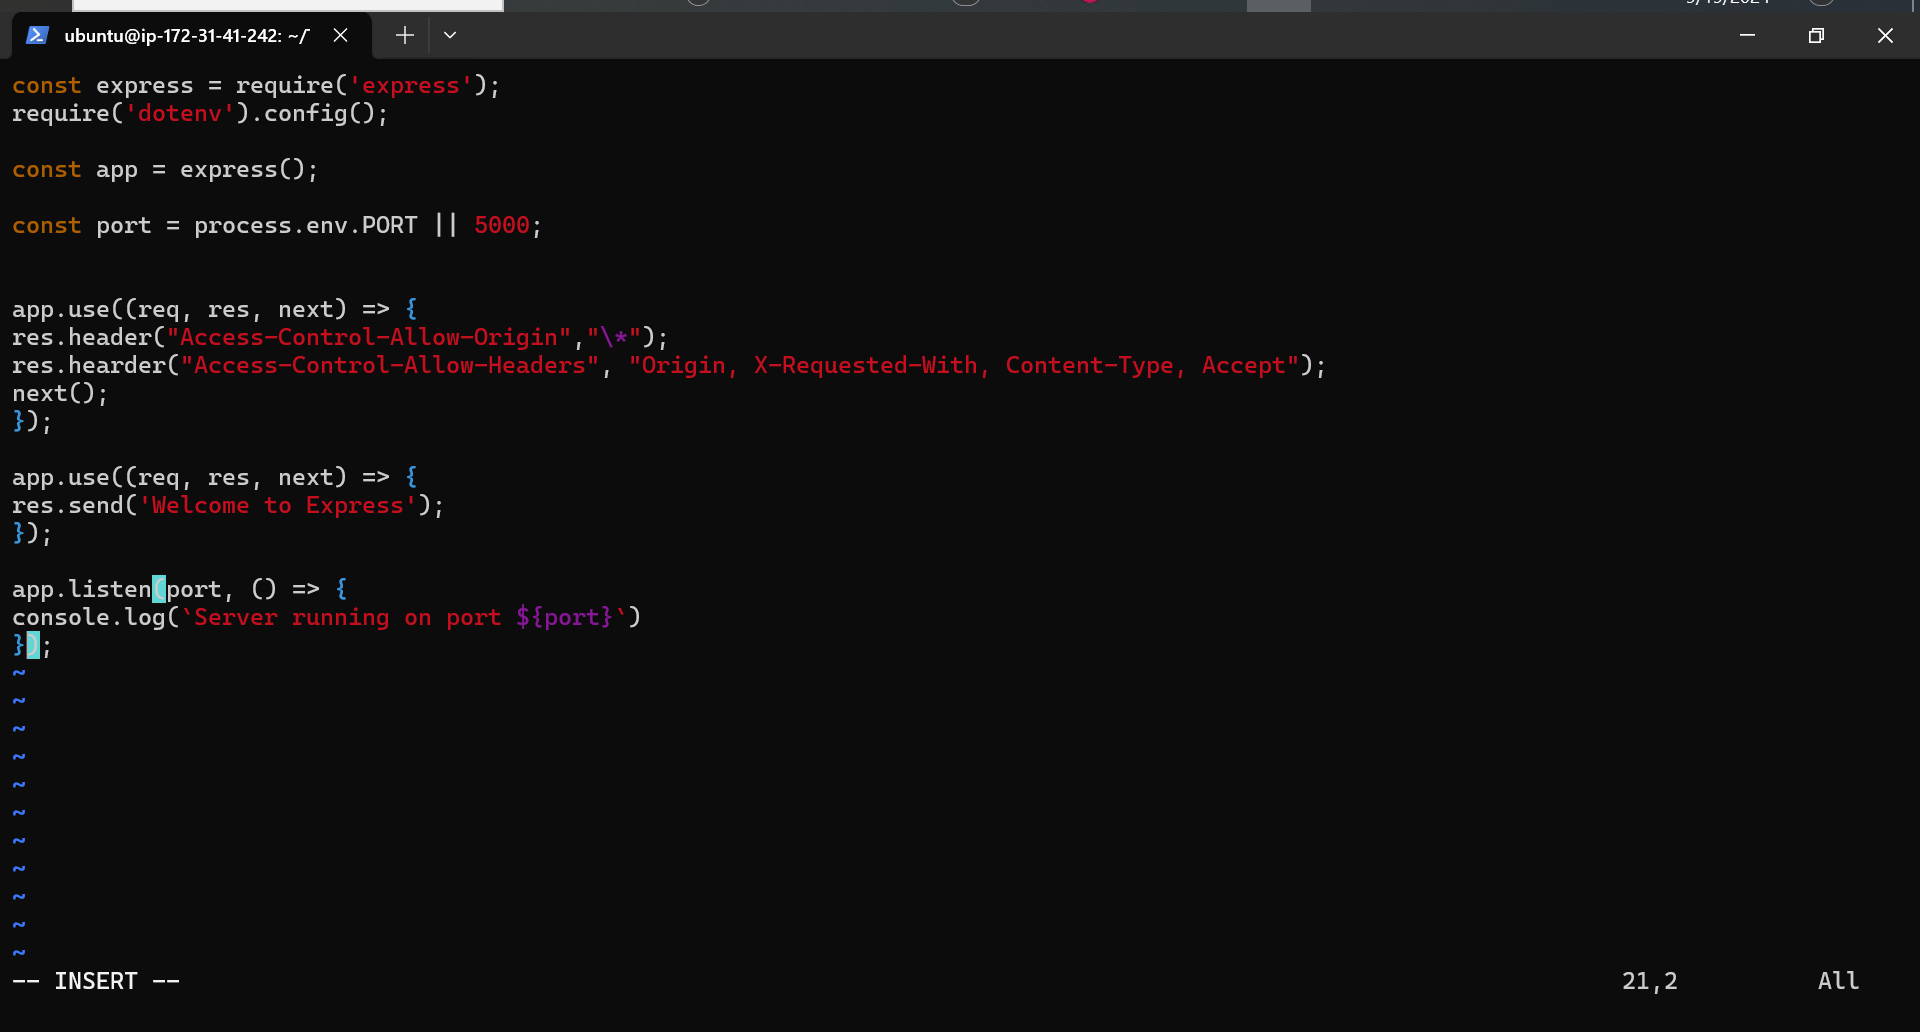 ubuntu@ip-172-31-41-242: ~/
const express = require('express');
require('dotenv').config();
const app = express();
const port = process.env.PORT || 5000;
app.use((req, res, next) => {
res.header("Access-Control-Allow-Origin","\*");
res.hearder("Access-Control-Allow-Headers", "Origin, X-Requested-With, Content-Type, Accept");
next();
});
app.use((req, res, next) => {
res.send('Welcome to Express');
});
app.listen(port, () => {
console.log(`Server running on port ${port}`)
});
~
~
~
~
~
~
~
~
~
~
~
-- INSERT -- 21,2 All